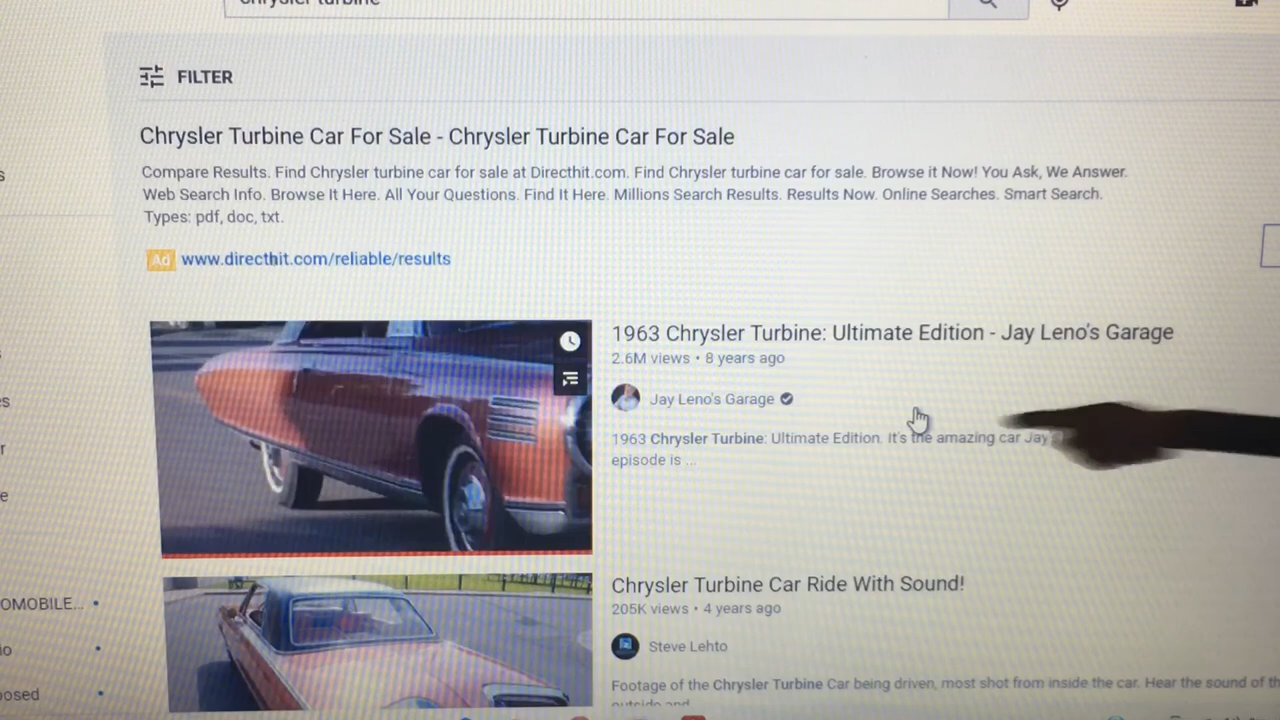 chrysler turbine
FILTER
Chrysler Turbine Car For Sale - Chrysler Turbine Car For Sale
Compare Results. Find Chrysler turbine car for sale at Directhit.com. Find Chrysler turbine car for sale. Browse it Now! You Ask, We Answer.
Web Search Info. Browse It Here. All Your Questions. Find It Here. Millions Search Results. Results Now. Online Searches. Smart Search.
Types: pdf, doc, txt.
Ad www.directhit.com/reliable/results
1963 Chrysler Turbine: Ultimate Edition - Jay Leno's Garage
2.6M views • 8 years ago
Jay Leno's Garage
1963 Chrysler Turbine: Ultimate Edition. It's the amazing car Jay
episode is ...
Chrysler Turbine Car Ride With Sound!
205K views • 4 years ago
OMOBILE...
Steve Lehto
Footage of the Chrysler Turbine Car being driven, most shot from inside the car. Hear the sound of
posed